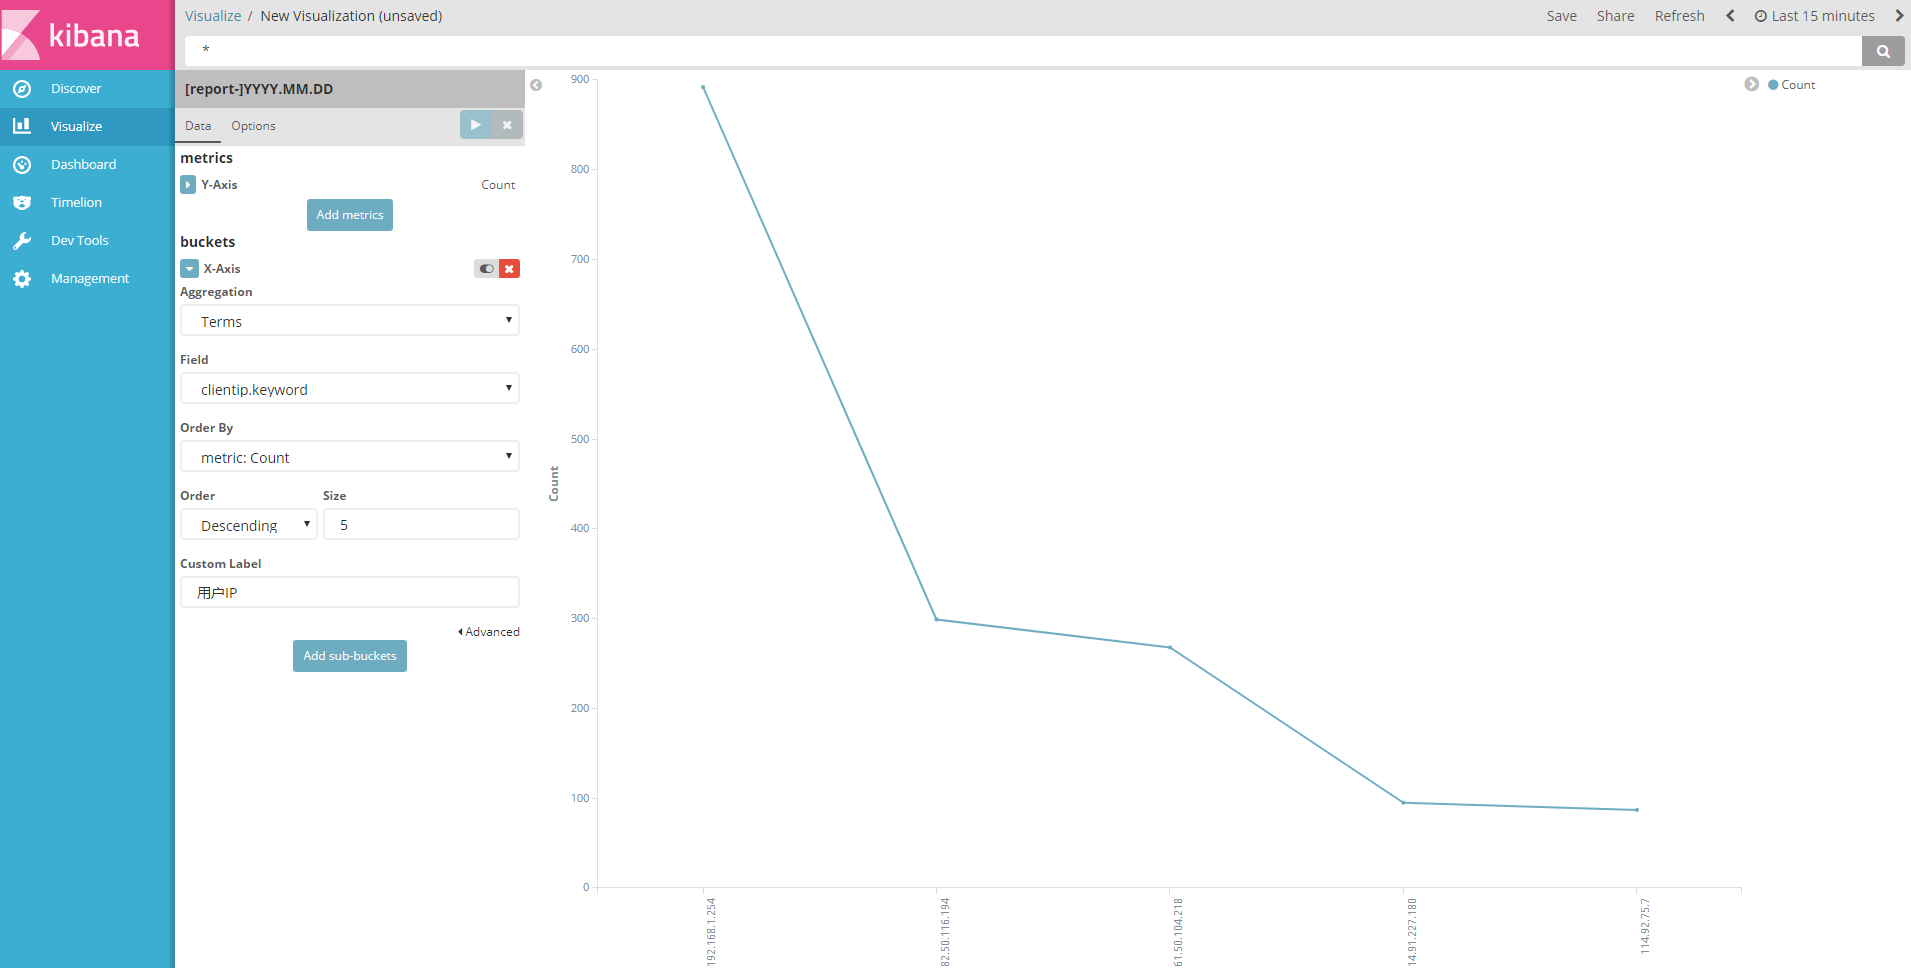 kibana
Visualize / New Visualization (unsaved)
Save Share Refresh Last 15 minutes
*
Discover
Visualize
Dashboard
Timelion
Dev Tools
Management
[report-]YYYY.MM.DD
Data Options
metrics
Y-Axis Count
Add metrics
buckets
X-Axis
Aggregation
Terms
Field
clientip.keyword
Order By
metric: Count
Order Size
Descending 5
Custom Label
用户IP
Advanced
Add sub-buckets
Count
900
800
700
600
500
400
300
200
100
0
Count
192.168.1.254
82.50.116.194
61.50.104.218
14.91.227.180
114.92.75.7